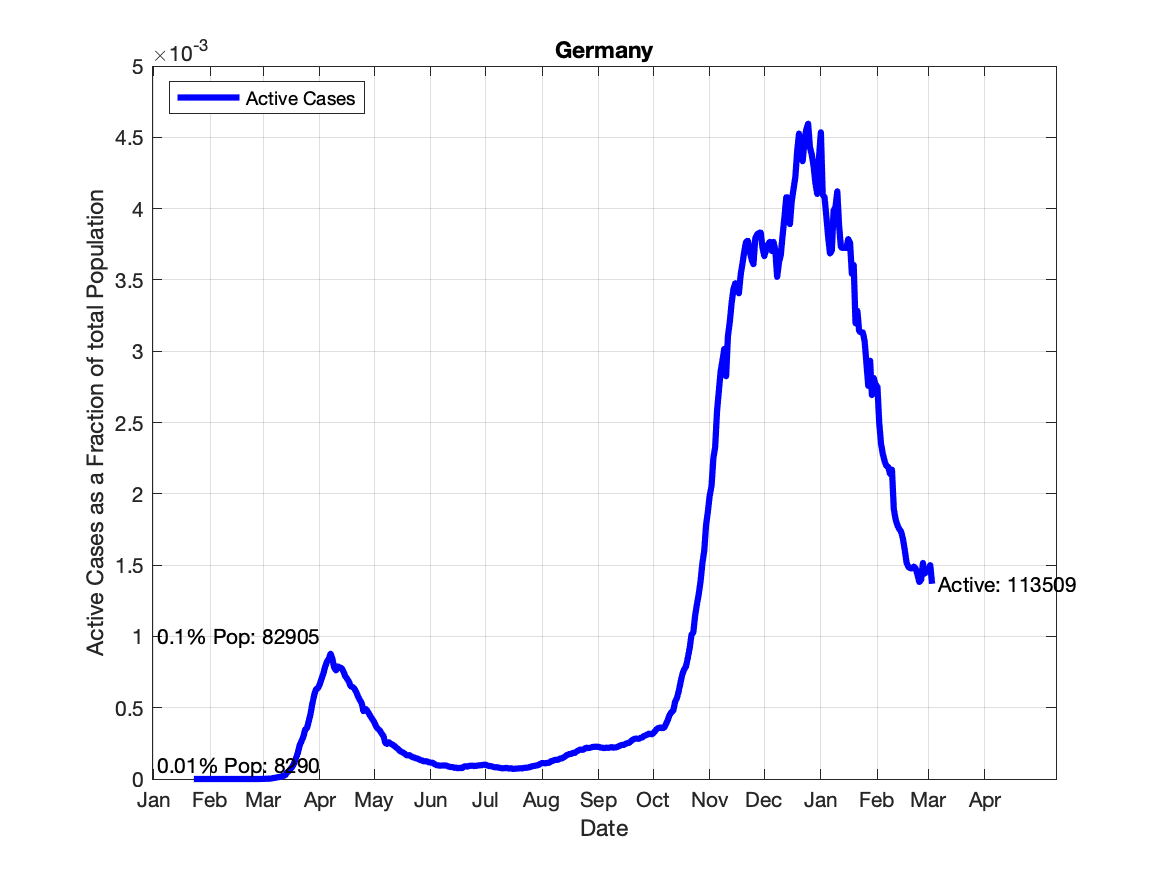 Germany
×10-3
Active Cases
5
4.5
4
3.5
3
2.5
2
1.5
1
0.5
0
Active Cases as a Fraction of total Population
0.1% Pop: 82905
0.01% Pop: 8290
Active: 113509
Jan Feb Mar Apr May Jun Jul Aug Sep Oct Nov Dec Jan Feb Mar Apr
Date